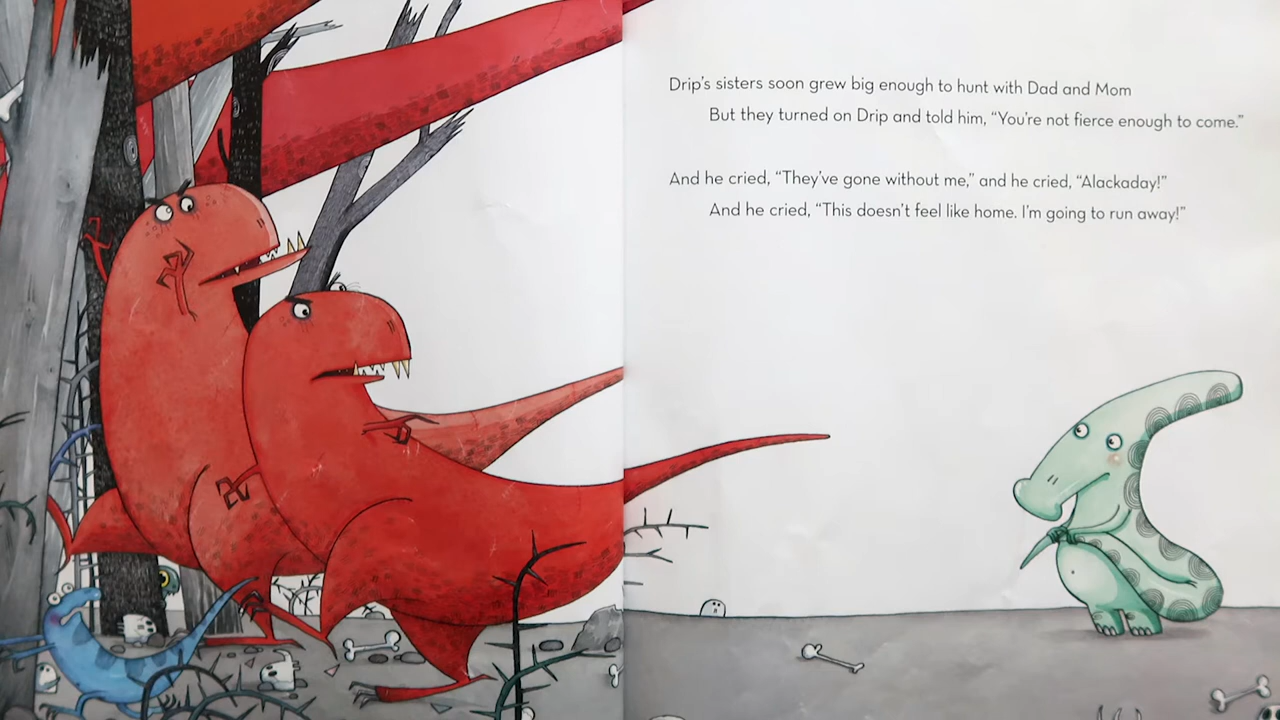 Drip's sisters soon grew big enough to hunt with Dad and Mom
But they turned on Drip and told him, “You're not fierce enough to come.”
And he cried, “They've gone without me,” and he cried, “Alackaday!”
And he cried, “This doesn't feel like home. I'm going to run away!”